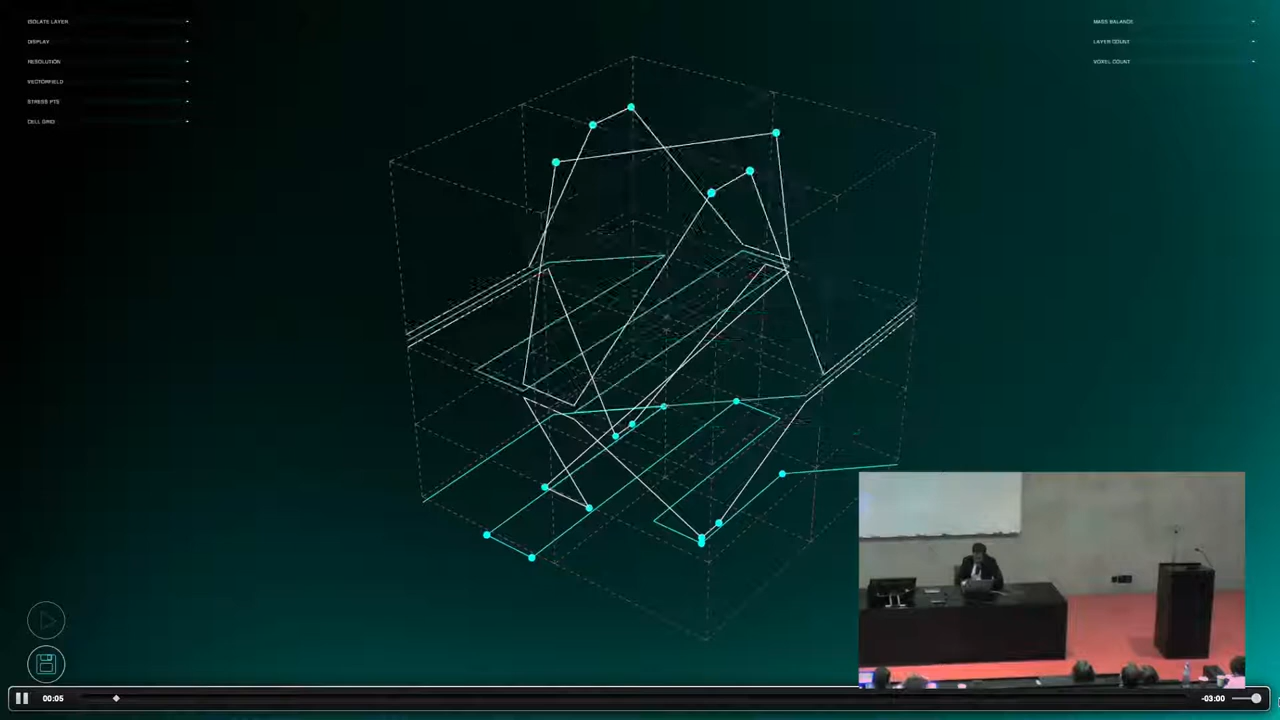 ISOLATE LAYER
DISPLAY
RESOLUTION
VECTORFIELD
STRESS PTS
CELL GRID
MASS BALANCE
LAYER COUNT
VOXEL COUNT
00:05
-03:00